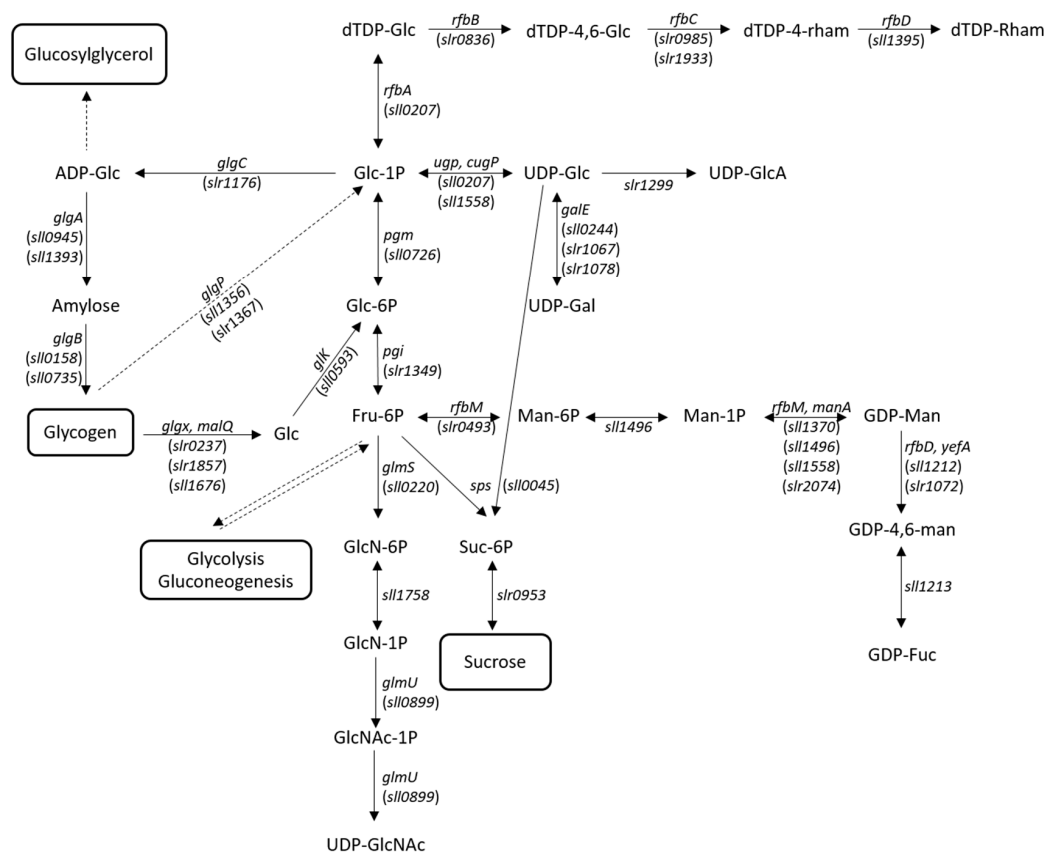 Glucosylglycerol
dTDP-Glc
rfbB
(slr0836)
dTDP-4,6-Glc
rfbC
(slr0985)
slr1933)
dTDP-4-rham
rfbD
(sll1395)
dTDP-Rham
rfbA
(sll0207)
ADP-Glc
glgC
(slr1176)
Glc-1P
ugp, cugP
(sll0207)
sll1558)
UDP-Glc
slr1299
UDP-GlcA
glgA
(sll0945)
sll1393)
pgm
(sll0726)
galE
(sll0244)
slr1067)
slr1078)
glgP
(sll1356)
(slr1367)
Amylose
Glc-6P
UDP-Gal
glgB
(sll0158)
sll0735)
glK
(sll0593)
pgi
(slr1349)
Glycogen
glgx, malQ
(slr0237)
slr1857)
sll1676)
Glc
Fru-6P
rfbM
(slr0493)
Man-6P
sll1496
Man-1P
rfbM, manA
(sll1370)
sll1496)
sll1558)
slr2074)
GDP-Man
rfbD, yefA
(sll1212)
(slr1072)
glmS
(sll0220)
sps (sll0045)
Glycolysis
Gluconeogenesis
GlcN-6P
Suc-6P
GDP-4,6-man
sll1758
slr0953
sll1213
GlcN-1P
Sucrose
GDP-Fuc
glmU
(sll0899)
GlcNAc-1P
glmU
(sll0899)
UDP-GlcNAc